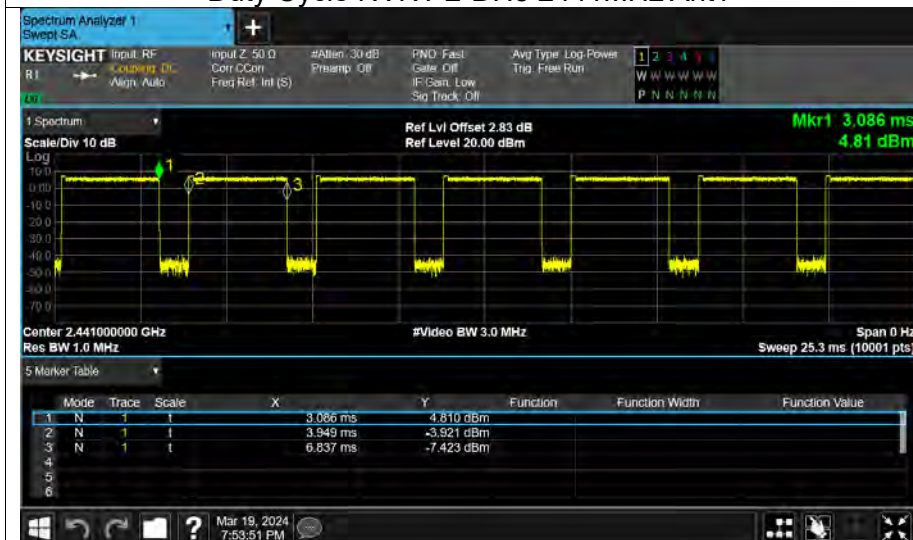 Spectrum Analyzer 1
Swept SA
+
KEYSIGHT Input: RF Input Z: 50 Ω #Atten: 30 dB PNO: Fast Avg Type: Log-Power 1 2 3 4 5 6
R L Coupling: DC Corr CCorr Preamp: Off Gate: Off Trig: Free Run W W W W W W
Align: Auto Freq Ref: Int (S) IF Gain: Low
Sig Track: Off P N N N N N
1 Spectrum Ref Lvl Offset 2.83 dB Mkr1 3.086 ms
Scale/Div 10 dB Ref Level 20.00 dBm 4.81 dBm
Log
10.0
0.00
-10.0
-20.0
-30.0
-40.0
-50.0
-60.0
-70.0
1
2
3
Center 2.441000000 GHz #Video BW 3.0 MHz Span 0 Hz
Res BW 1.0 MHz Sweep 25.3 ms (10001 pts)
5 Marker Table
Mode Trace Scale X Y Function Function Width Function Value
1 N 1 t 3.086 ms 4.810 dBm
2 N 1 t 3.949 ms -3.921 dBm
3 N 1 t 6.837 ms -7.423 dBm
4
5
6
? Mar 19, 2024
7:53:51 PM